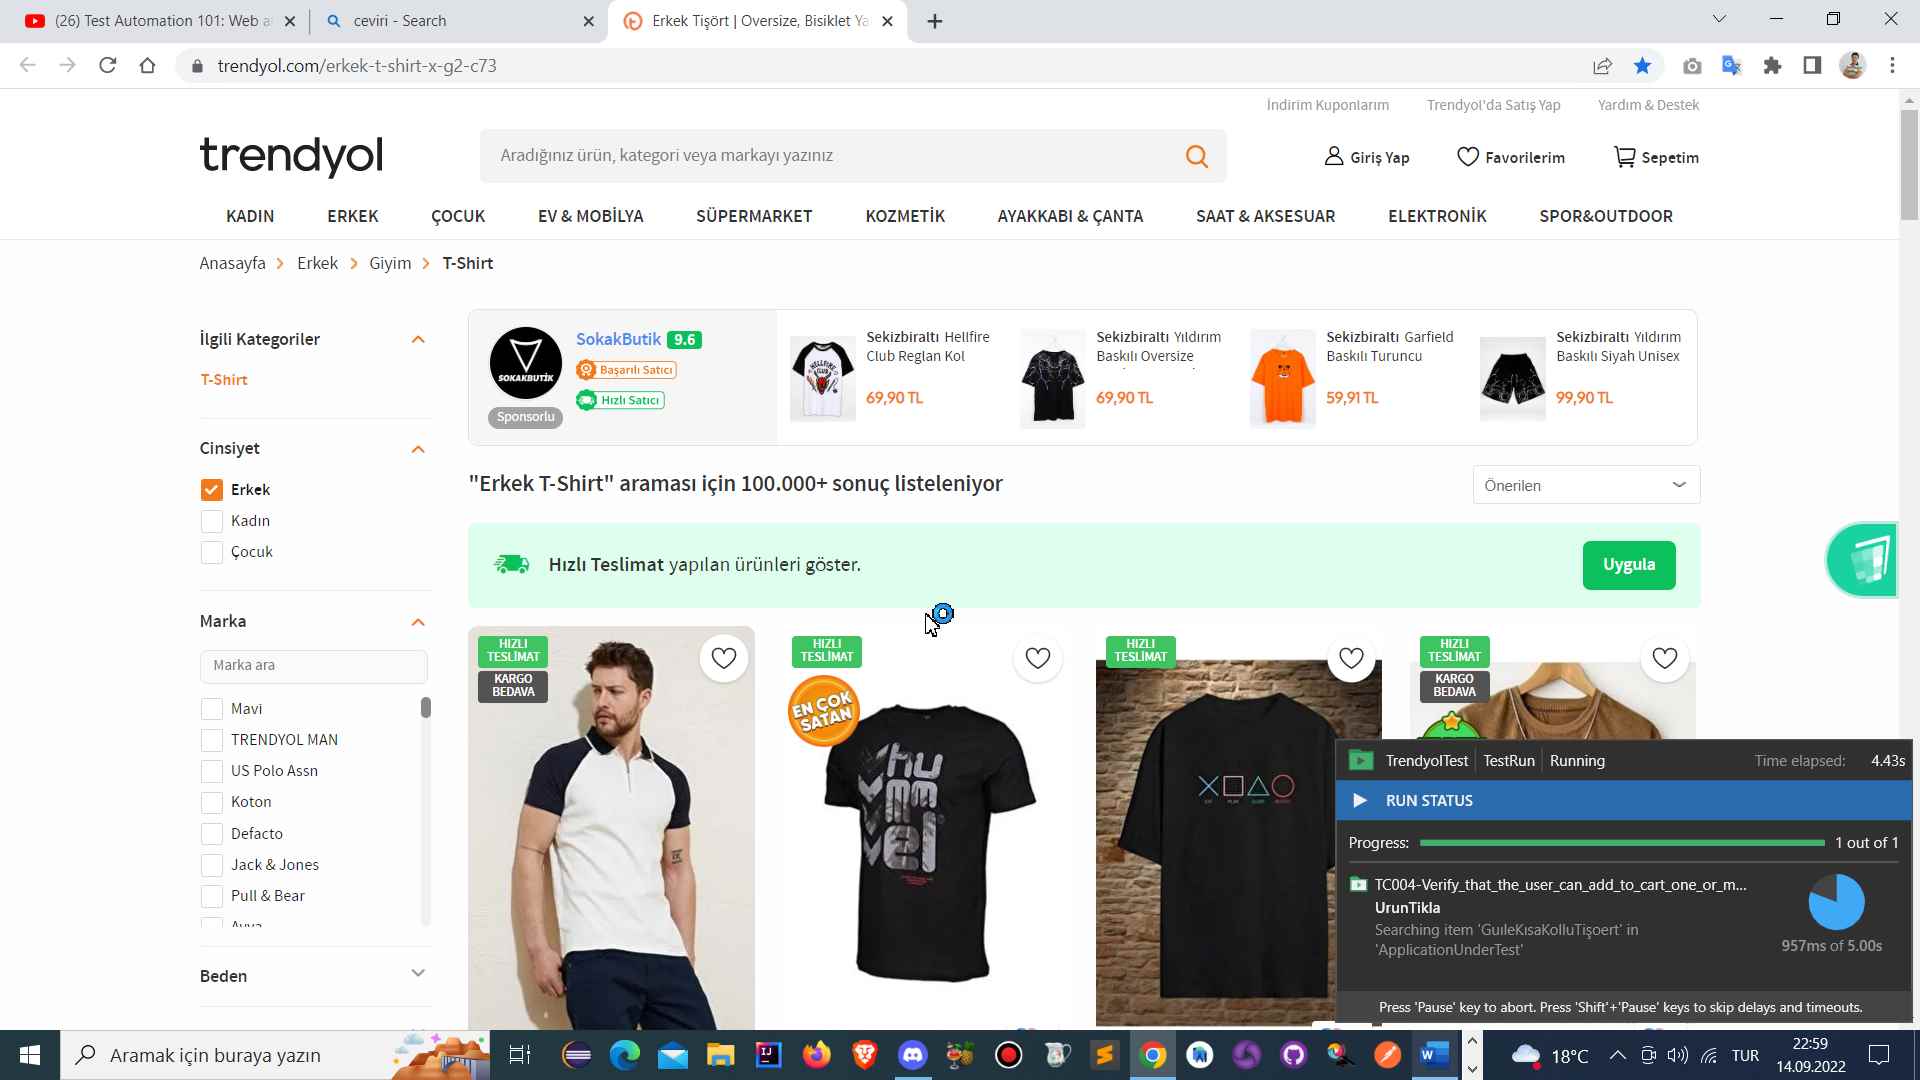 (26) Test Automation 101: Web a
ceviri - Search
Erkek Tişört | Oversize, Bisiklet Ya
trendyol.com/erkek-t-shirt-x-g2-c73
İndirim Kuponlarım
Trendyol'da Satış Yap
Yardım & Destek
trendyol
Aradığınız ürün, kategori veya markayı yazınız
Giriş Yap
Favorilerim
Sepetim
KADIN
ERKEK
ÇOCUK
EV & MOBİLYA
SÜPERMARKET
KOZMETİK
AYAKKABI & ÇANTA
SAAT & AKSESUAR
ELEKTRONİK
SPOR&OUTDOOR
Anasayfa > Erkek > Giyim > T-Shirt
İlgili Kategoriler
T-Shirt
Cinsiyet
Erkek
Kadın
Çocuk
Marka
Marka ara
Mavi
TRENDYOL MAN
US Polo Assn
Koton
Defacto
Jack & Jones
Pull & Bear
Avva
Beden
SOKAKBUTİK
Sponsorlu
SokakButik 9.6
Başarılı Satıcı
Hızlı Satıcı
HELLFIRE
CLUB
Sekizbiraltı Hellfire
Club Reglan Kol
69,90 TL
Sekizbiraltı Yıldırım
Baskılı Oversize
69,90 TL
Sekizbiraltı Garfield
Baskılı Turuncu
59,91 TL
Sekizbiraltı Yıldırım
Baskılı Siyah Unisex
99,90 TL
"Erkek T-Shirt" araması için 100.000+ sonuç listeleniyor
Önerilen
Hızlı Teslimat yapılan ürünleri göster.
Uygula
HIZLI
TESLİMAT
KARGO
BEDAVA
HIZLI
TESLİMAT
EN ÇOK
SATAN
hu
mm
el
HIZLI
TESLİMAT
HIZLI
TESLİMAT
KARGO
BEDAVA
TrendyolTest
TestRun
Running
Time elapsed: 4.43s
RUN STATUS
Progress: 1 out of 1
TC004-Verify_that_the_user_can_add_to_cart_one_or_m...
UrunTikla
Searching item 'GuıleKısaKolluTişoert' in
'ApplicationUnderTest'
957ms of 5.00s
Press 'Pause' key to abort. Press 'Shift'+'Pause' keys to skip delays and timeouts.
Aramak için buraya yazın
18°C
TUR
22:59
14.09.2022